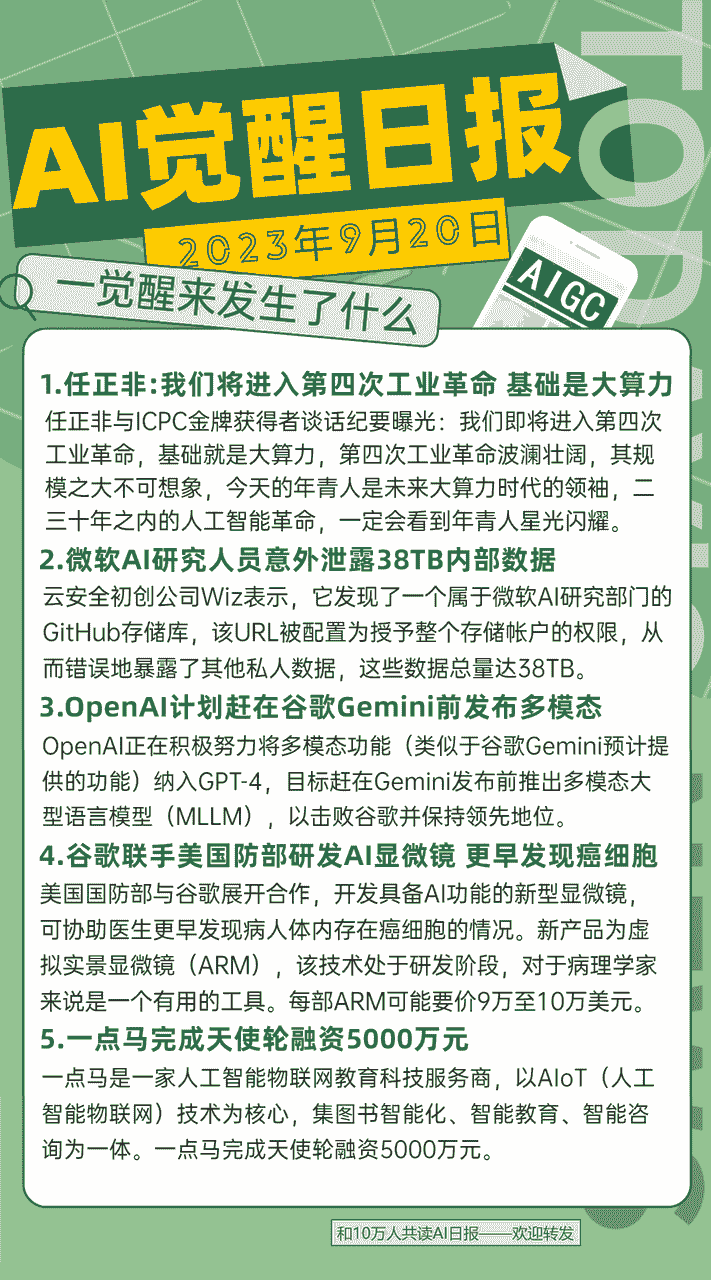 AI觉醒日报
2023年9月20日
一觉醒来发生了什么
AIGC
1.任正非:我们将进入第四次工业革命 基础是大算力
任正非与ICPC金牌获得者谈话纪要曝光：我们即将进入第四次
工业革命，基础就是大算力，第四次工业革命波澜壮阔，其规
模之大不可想象，今天的年青人是未来大算力时代的领袖，二
三十年之内的人工智能革命，一定会看到年青人星光闪耀。
2.微软AI研究人员意外泄露38TB内部数据
云安全初创公司Wiz表示，它发现了一个属于微软AI研究部门的
GitHub存储库，该URL被配置为授予整个存储帐户的权限，从
而错误地暴露了其他私人数据，这些数据总量达38TB。
3.OpenAI计划赶在谷歌Gemini前发布多模态
OpenAI正在积极努力将多模态功能（类似于谷歌Gemini预计提
供的功能）纳入GPT-4，目标赶在Gemini发布前推出多模态大
型语言模型（MLLM），以击败谷歌并保持领先地位。
4.谷歌联手美国防部研发AI显微镜 更早发现癌细胞
美国国防部与谷歌展开合作，开发具备AI功能的新型显微镜，
可协助医生更早发现病人体内存在癌细胞的情况。新产品为虚
拟实景显微镜（ARM），该技术处于研发阶段，对于病理学家
来说是一个有用的工具。每部ARM可能要价9万至10万美元。
5.一点马完成天使轮融资5000万元
一点马是一家人工智能物联网教育科技服务商，以AIoT（人工
智能物联网）技术为核心，集图书智能化、智能教育、智能咨
询为一体。一点马完成天使轮融资5000万元。
和10万人共读AI日报——欢迎转发